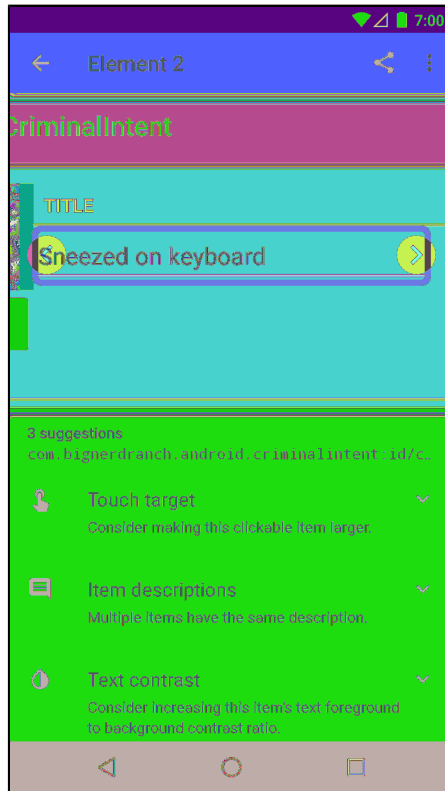 7:00
Element 2
CriminalIntent
TITLE
Sneezed on keyboard
3 suggestions
com.bignerdranch.android.criminalintent:id/c…
Touch target
Consider making this clickable item larger.
Item descriptions
Multiple items have the same description.
Text contrast
Consider increasing this item's text foreground
to background contrast ratio.